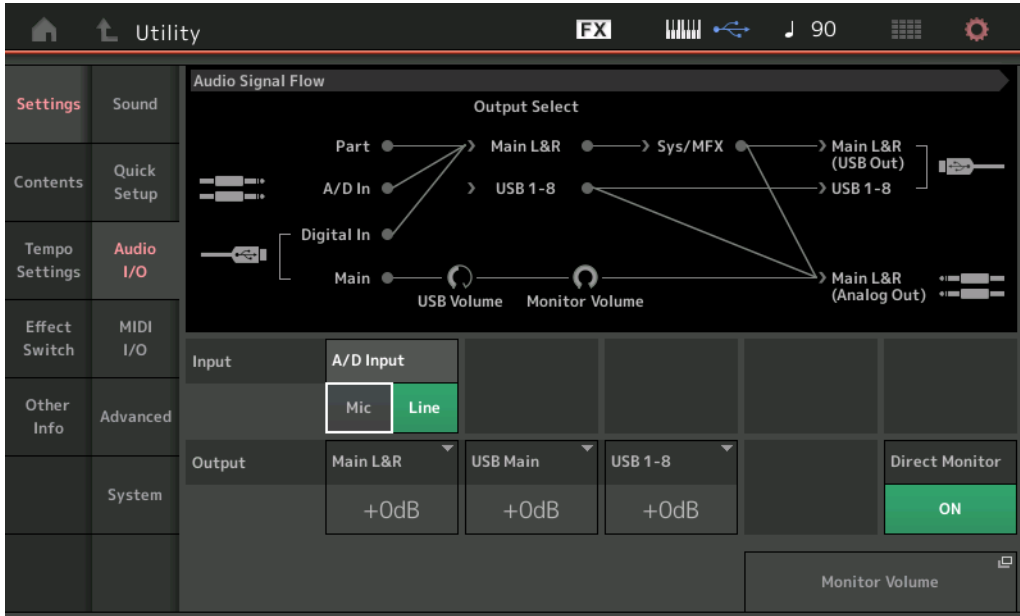 Utility
FX
90
Settings
Contents
Tempo
Settings
Effect
Switch
Other
Info
Sound
Quick
Setup
Audio
I/O
MIDI
I/O
Advanced
System
Audio Signal Flow
Output Select
Part
Main L&R
Sys/MFX
Main L&R
(USB Out)
A/D In
USB 1-8
USB 1-8
Digital In
Main
USB Volume
Monitor Volume
Main L&R
(Analog Out)
Input
A/D Input
Mic
Line
Output
Main L&R
USB Main
USB 1-8
Direct Monitor
+0dB
+0dB
+0dB
ON
Monitor Volume